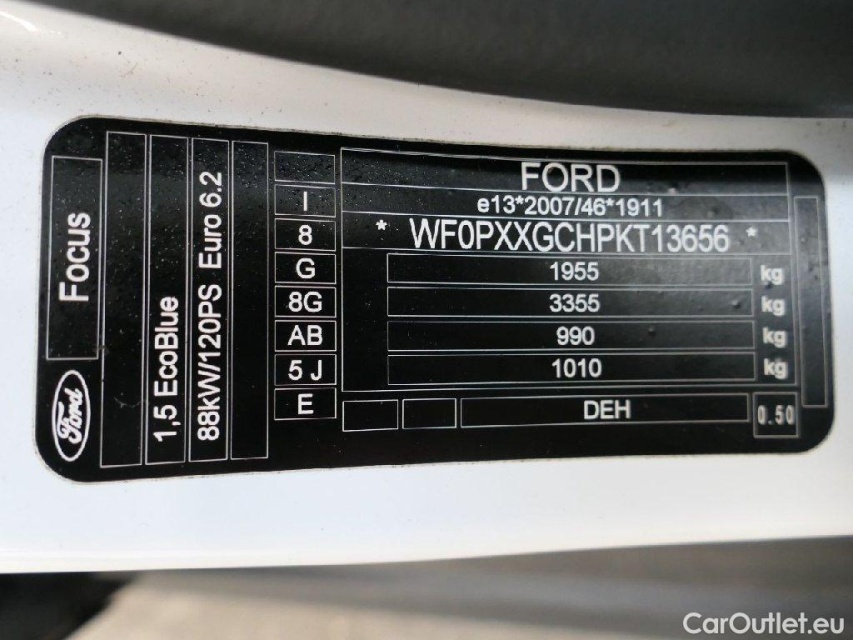 Focus
Ford
1,5 EcoBlue
88kW/120PS Euro 6.2
I
8
G
8G
AB
5 J
E
FORD
e13*2007/46*1911
* WF0PXXGCHPKT13656 *
1955 kg
3355 kg
990 kg
1010 kg
DEH
0.50
CarOutlet.eu